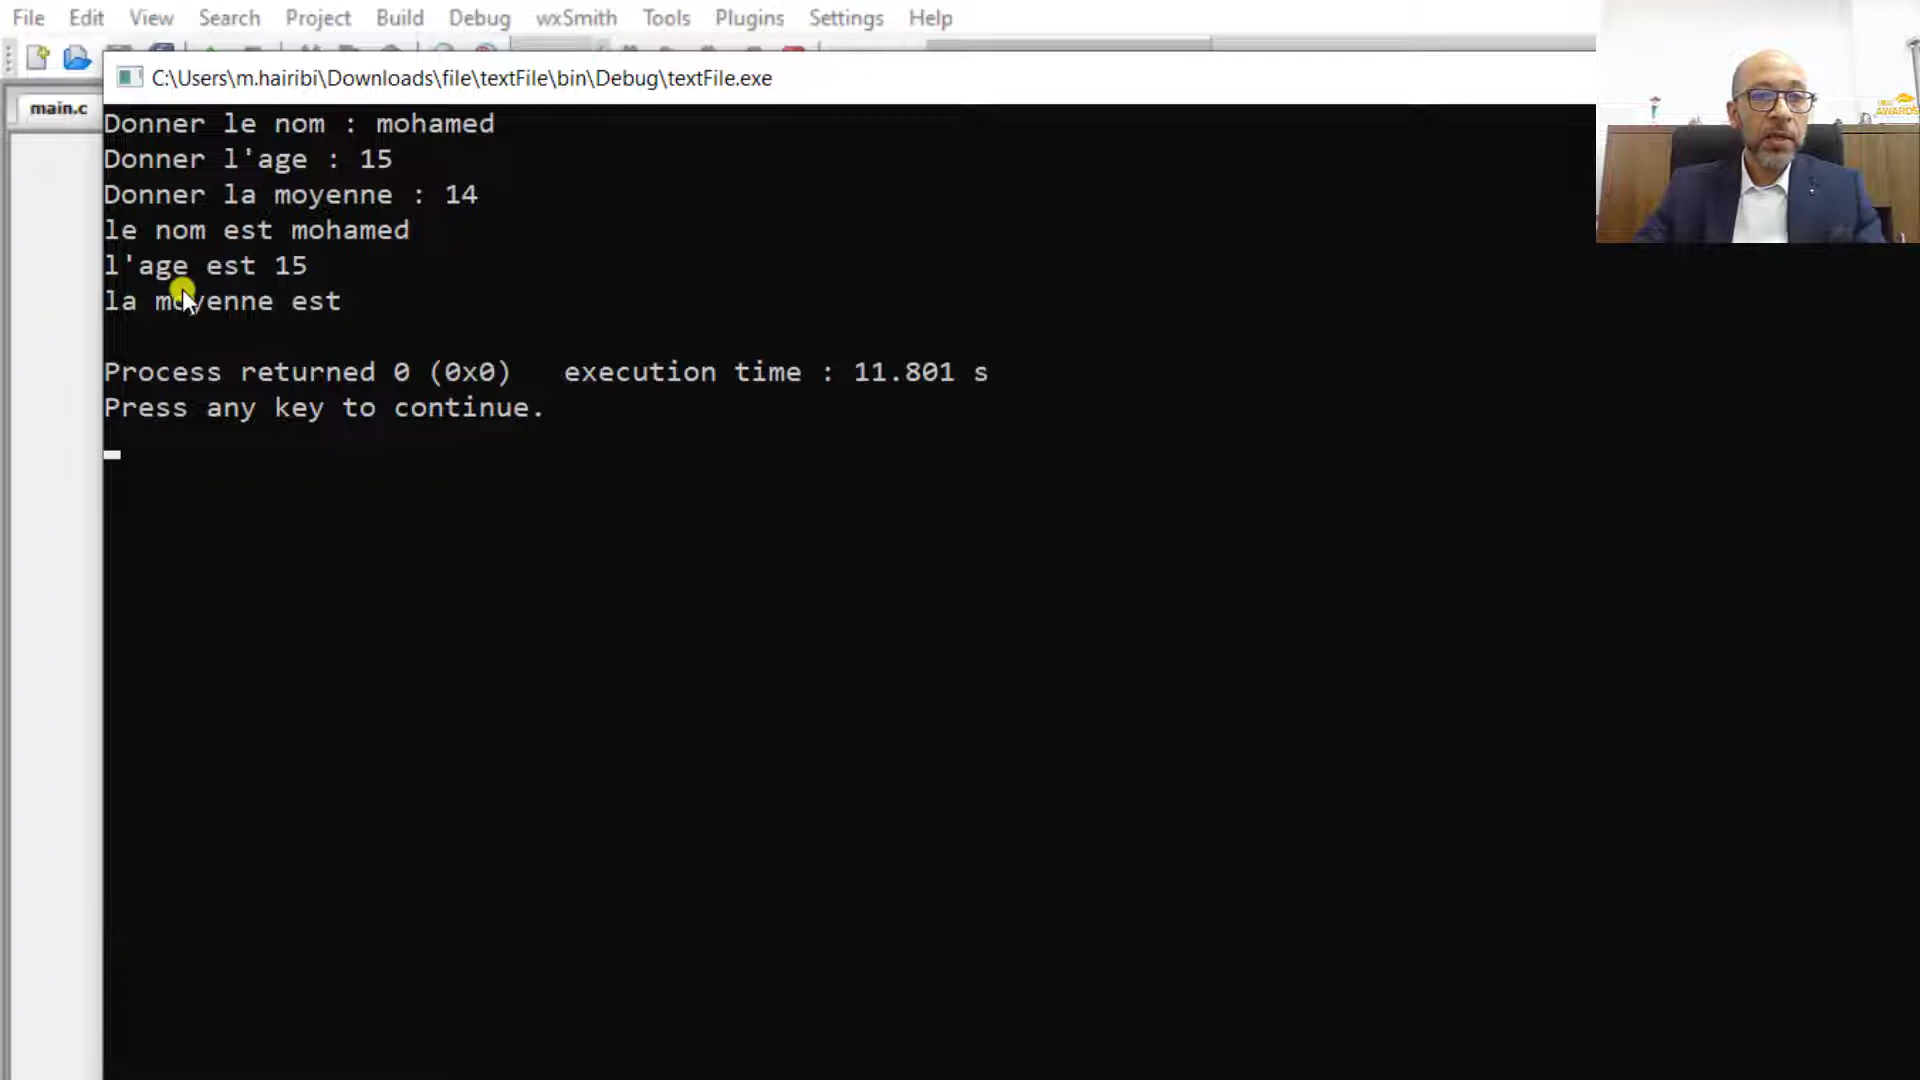 File Edit View Search Project Build Debug wxSmith Tools Plugins Settings Help
C:\Users\m.hairibi\Downloads\file\textFile\bin\Debug\textFile.exe
main.c
Donner le nom : mohamed
Donner l'age : 15
Donner la moyenne : 14
le nom est mohamed
l'age est 15
la moyenne est
Process returned 0 (0x0) execution time : 11.801 s
Press any key to continue.
AWARDS